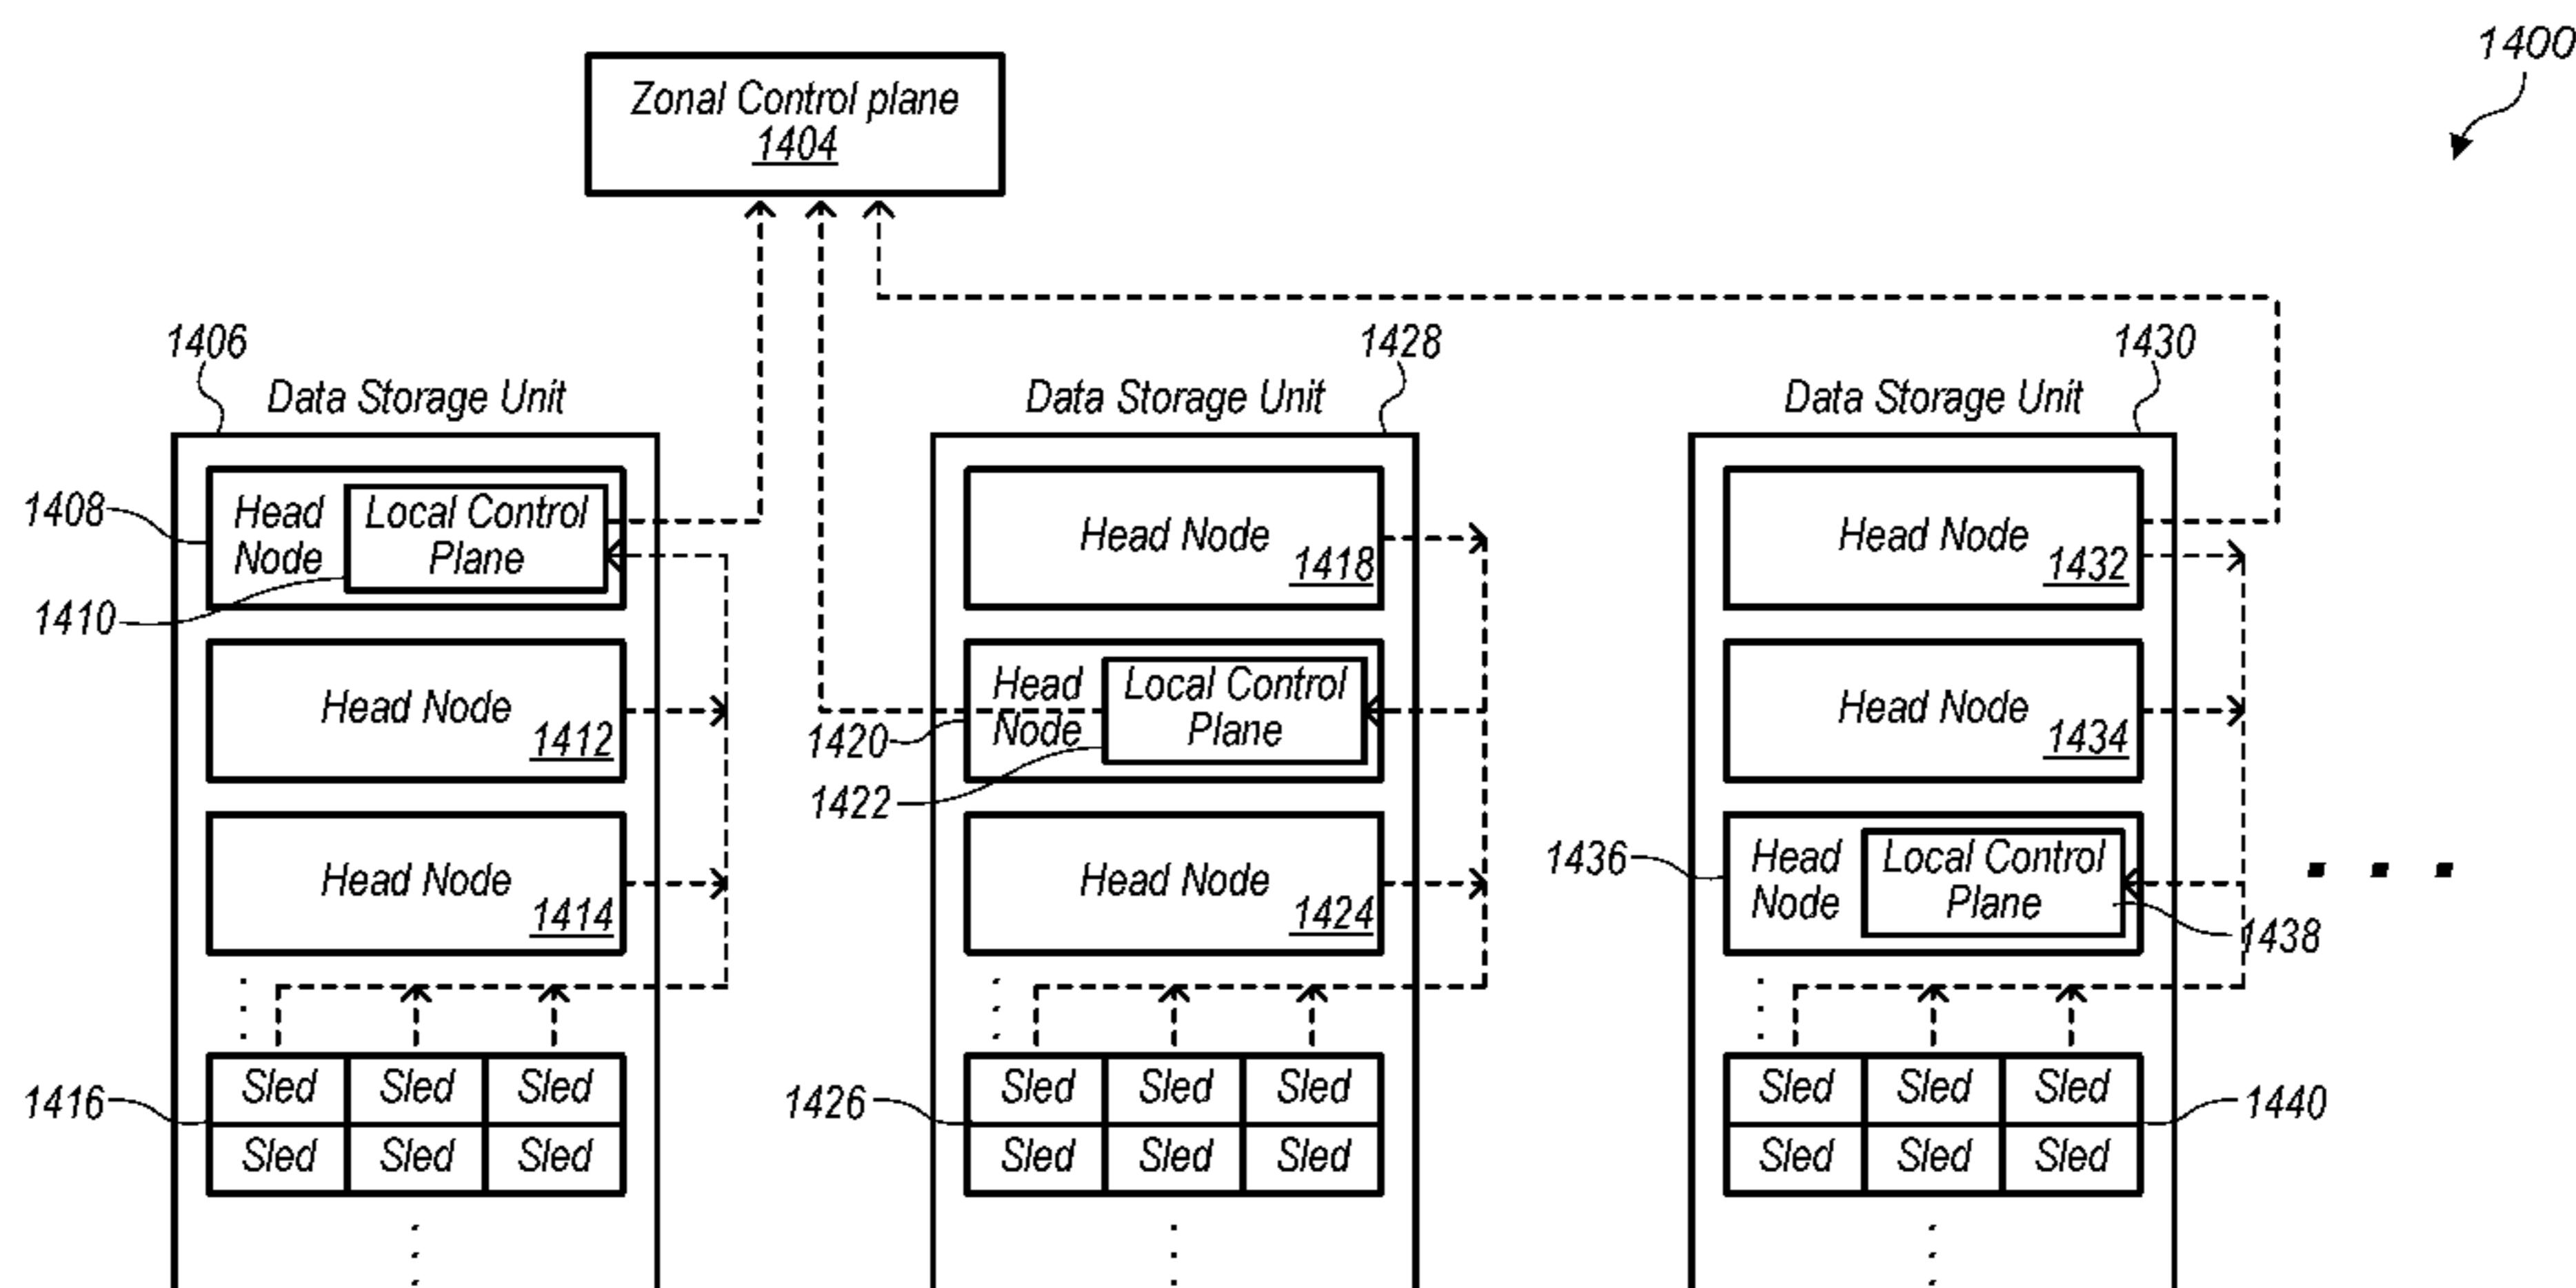 1400
Zonal Control plane
1404
1406
1428
1430
Data Storage Unit
Data Storage Unit
Data Storage Unit
1408
Head
Node
Local Control
Plane
1410
Head Node
1412
Head Node
1414
1416
Sled Sled Sled
Sled Sled Sled
Head Node
1418
1420
Head
Node
Local Control
Plane
1422
Head Node
1424
1426
Sled Sled Sled
Sled Sled Sled
Head Node
1432
Head Node
1434
1436
Head
Node
Local Control
Plane
1438
Sled Sled Sled
Sled Sled Sled
1440